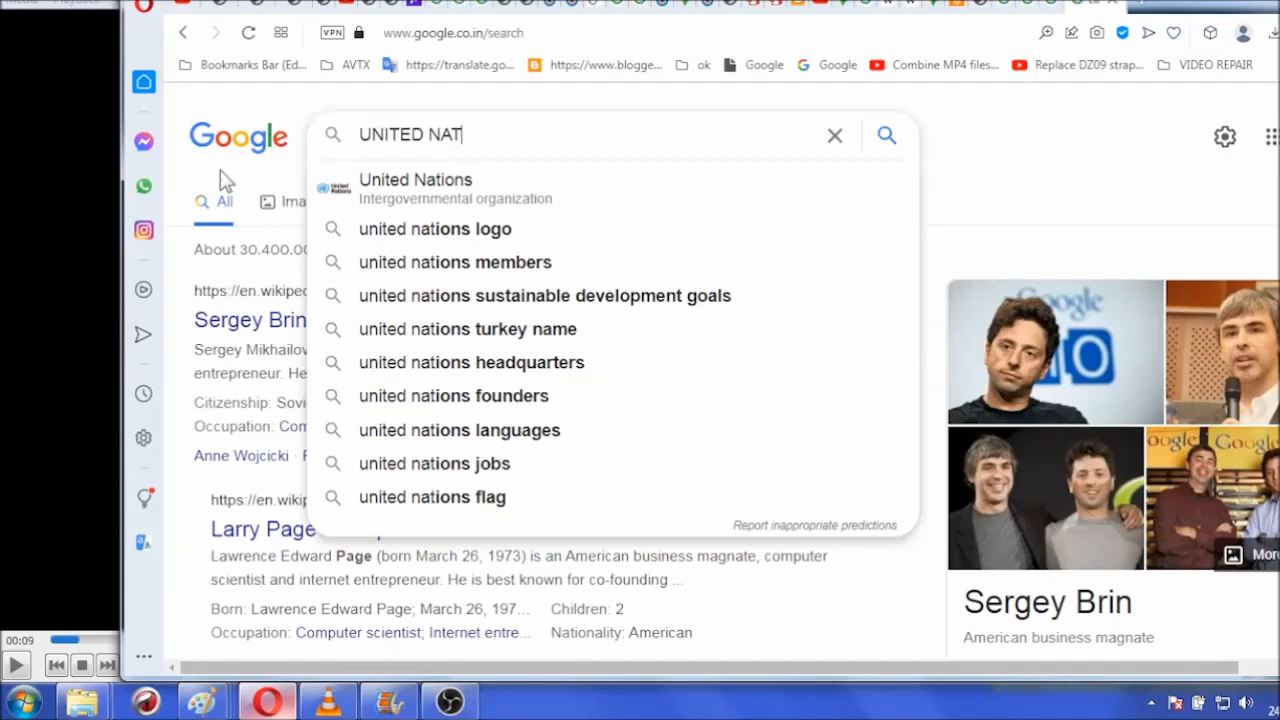 VPN
www.google.co.in/search
Bookmarks Bar (Ed...
AVTX
https://translate.go...
https://www.blogge...
ok
Google
Google
Combine MP4 files...
Replace DZ09 strap...
VIDEO REPAIR
Google
UNITED NAT
United Nations
Intergovernmental organization
united nations logo
united nations members
united nations sustainable development goals
united nations turkey name
united nations headquarters
united nations founders
united nations languages
united nations jobs
united nations flag
Report inappropriate predictions
All
Ima
About 30,400,00
https://en.wikiped
Sergey Brin
Sergey Mikhailov
entrepreneur. He
Citizenship: Sovi
Occupation: Com
Anne Wojcicki ·
https://en.wikip
Larry Page
Lawrence Edward Page (born March 26, 1973) is an American business magnate, computer
scientist and internet entrepreneur. He is best known for co-founding ...
Born: Lawrence Edward Page; March 26, 197...
Children: 2
Occupation: Computer scientist; Internet entre...
Nationality: American
Google
Google
Mor
Sergey Brin
American business magnate
00:09